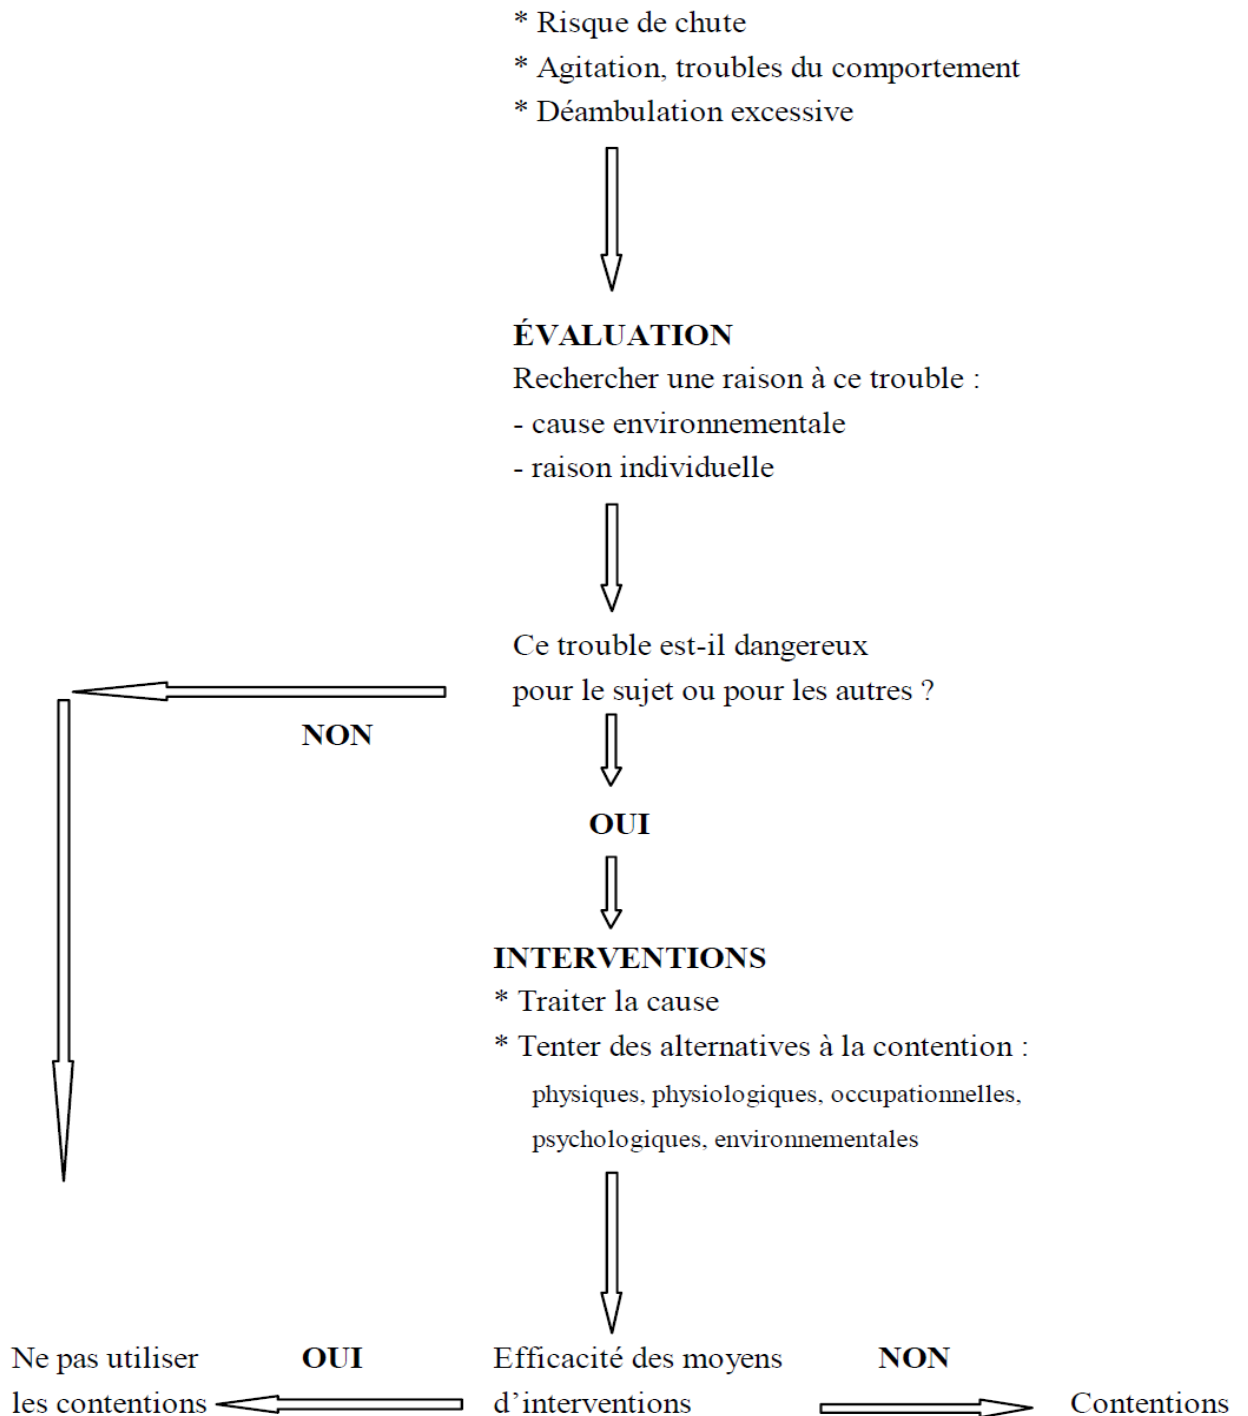 * Risque de chute
* Agitation, troubles du comportement
* Déambulation excessive
ÉVALUATION
Rechercher une raison à ce trouble :
- cause environnementale
- raison individuelle
Ce trouble est-il dangereux
pour le sujet ou pour les autres ?
NON
OUI
INTERVENTIONS
* Traiter la cause
* Tenter des alternatives à la contention :
physiques, physiologiques, occupationnelles,
psychologiques, environnementales
Ne pas utiliser
les contentions
OUI
Efficacité des moyens
d'interventions
NON
Contentions